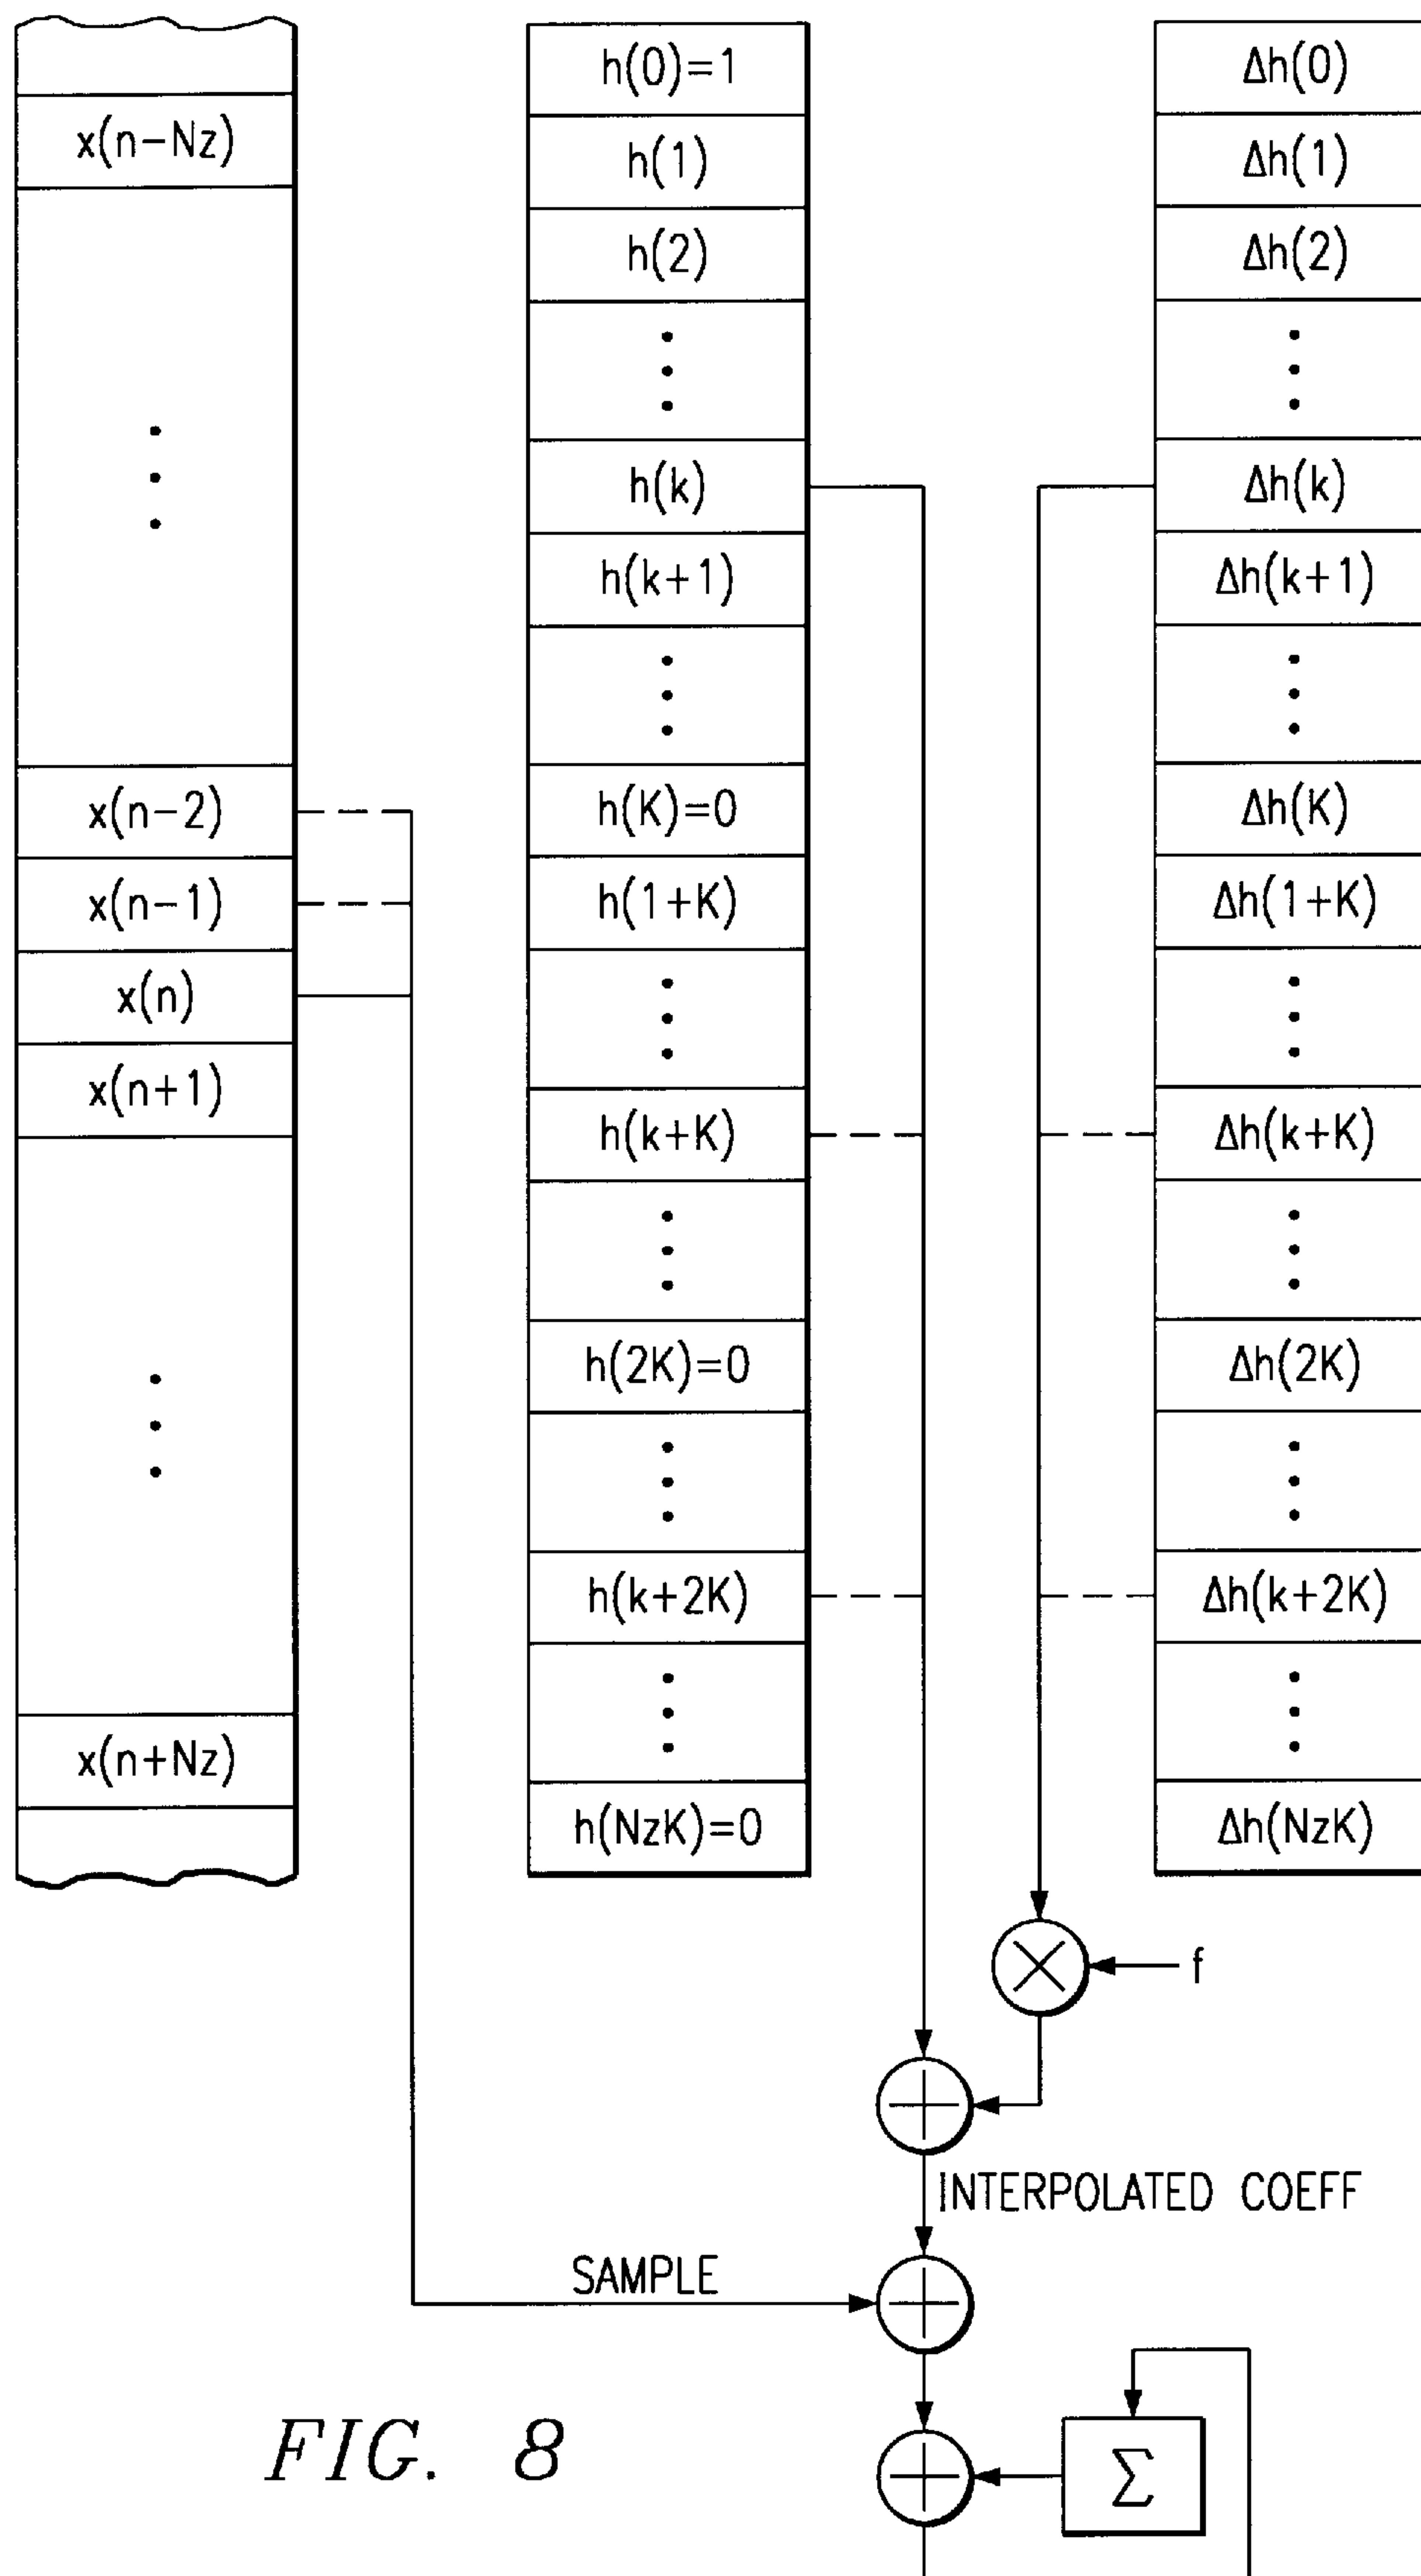 x(n-Nz)
x(n-2)
x(n-1)
x(n)
x(n+1)
x(n+Nz)
h(0)=1
h(1)
h(2)
h(k)
h(k+1)
h(K)=0
h(1+K)
h(k+K)
h(2K)=0
h(k+2K)
h(NzK)=0
Δh(0)
Δh(1)
Δh(2)
Δh(k)
Δh(k+1)
Δh(K)
Δh(1+K)
Δh(k+K)
Δh(2K)
Δh(k+2K)
Δh(NzK)
f
INTERPOLATED COEFF
SAMPLE
Σ
FIG. 8